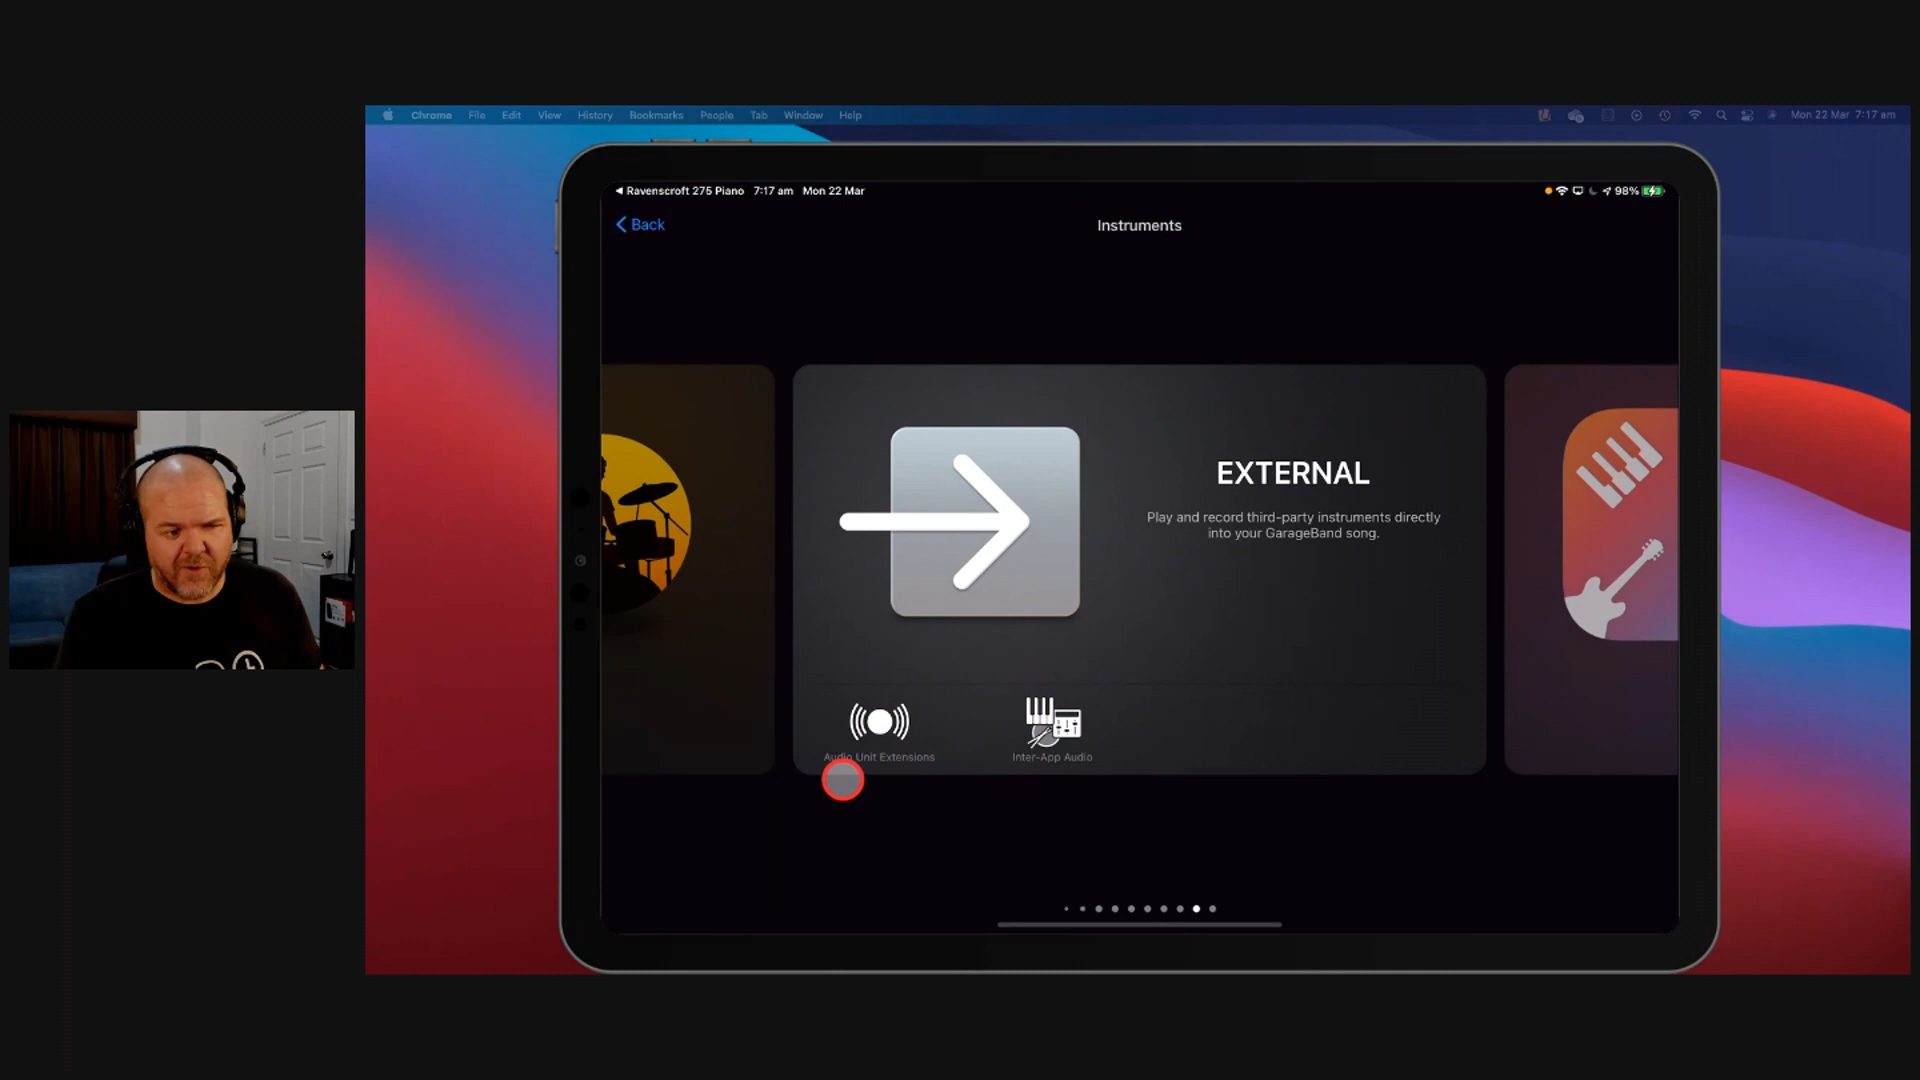 Chrome File Edit View History Bookmarks People Tab Window Help Mon 22 Mar 7:17 am
Ravenscroft 275 Piano 7:17 am Mon 22 Mar 98%
Back
Instruments
EXTERNAL
Play and record third-party instruments directly
into your GarageBand song.
Audio Unit Extensions
Inter-App Audio